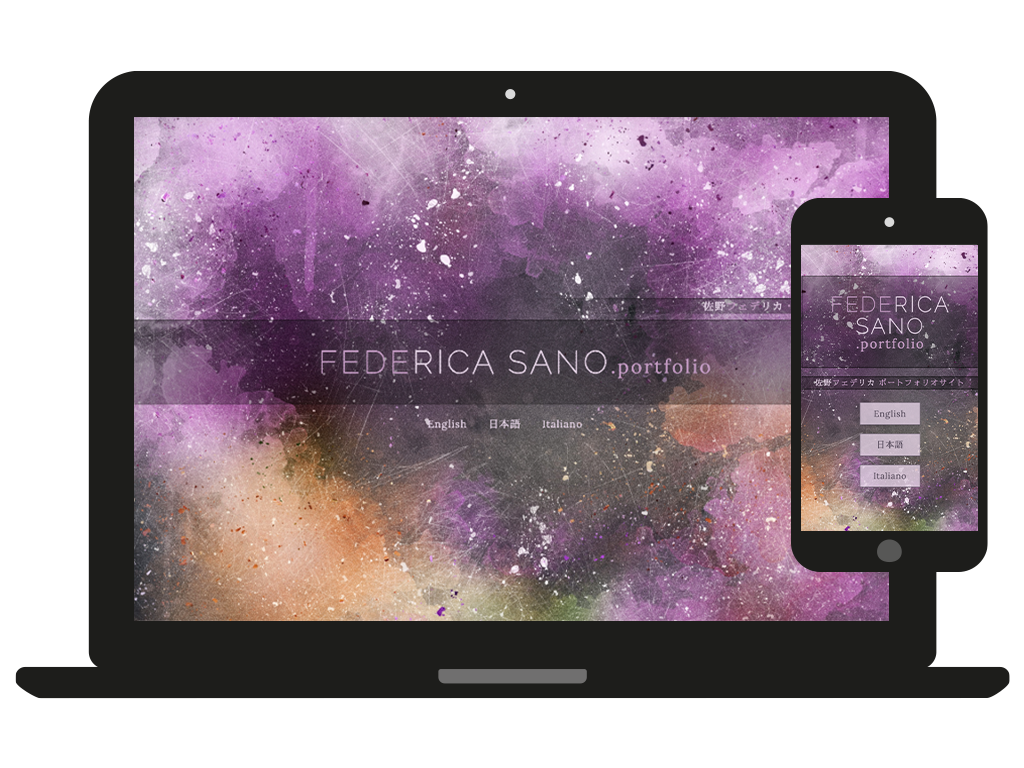 佐野フェデリカ
FEDERICA SANO.portfolio
English 日本語 Italiano
FEDERICA
SANO
.portfolio
佐野フェデリカ ポートフォリオサイト
English
日本語
Italiano